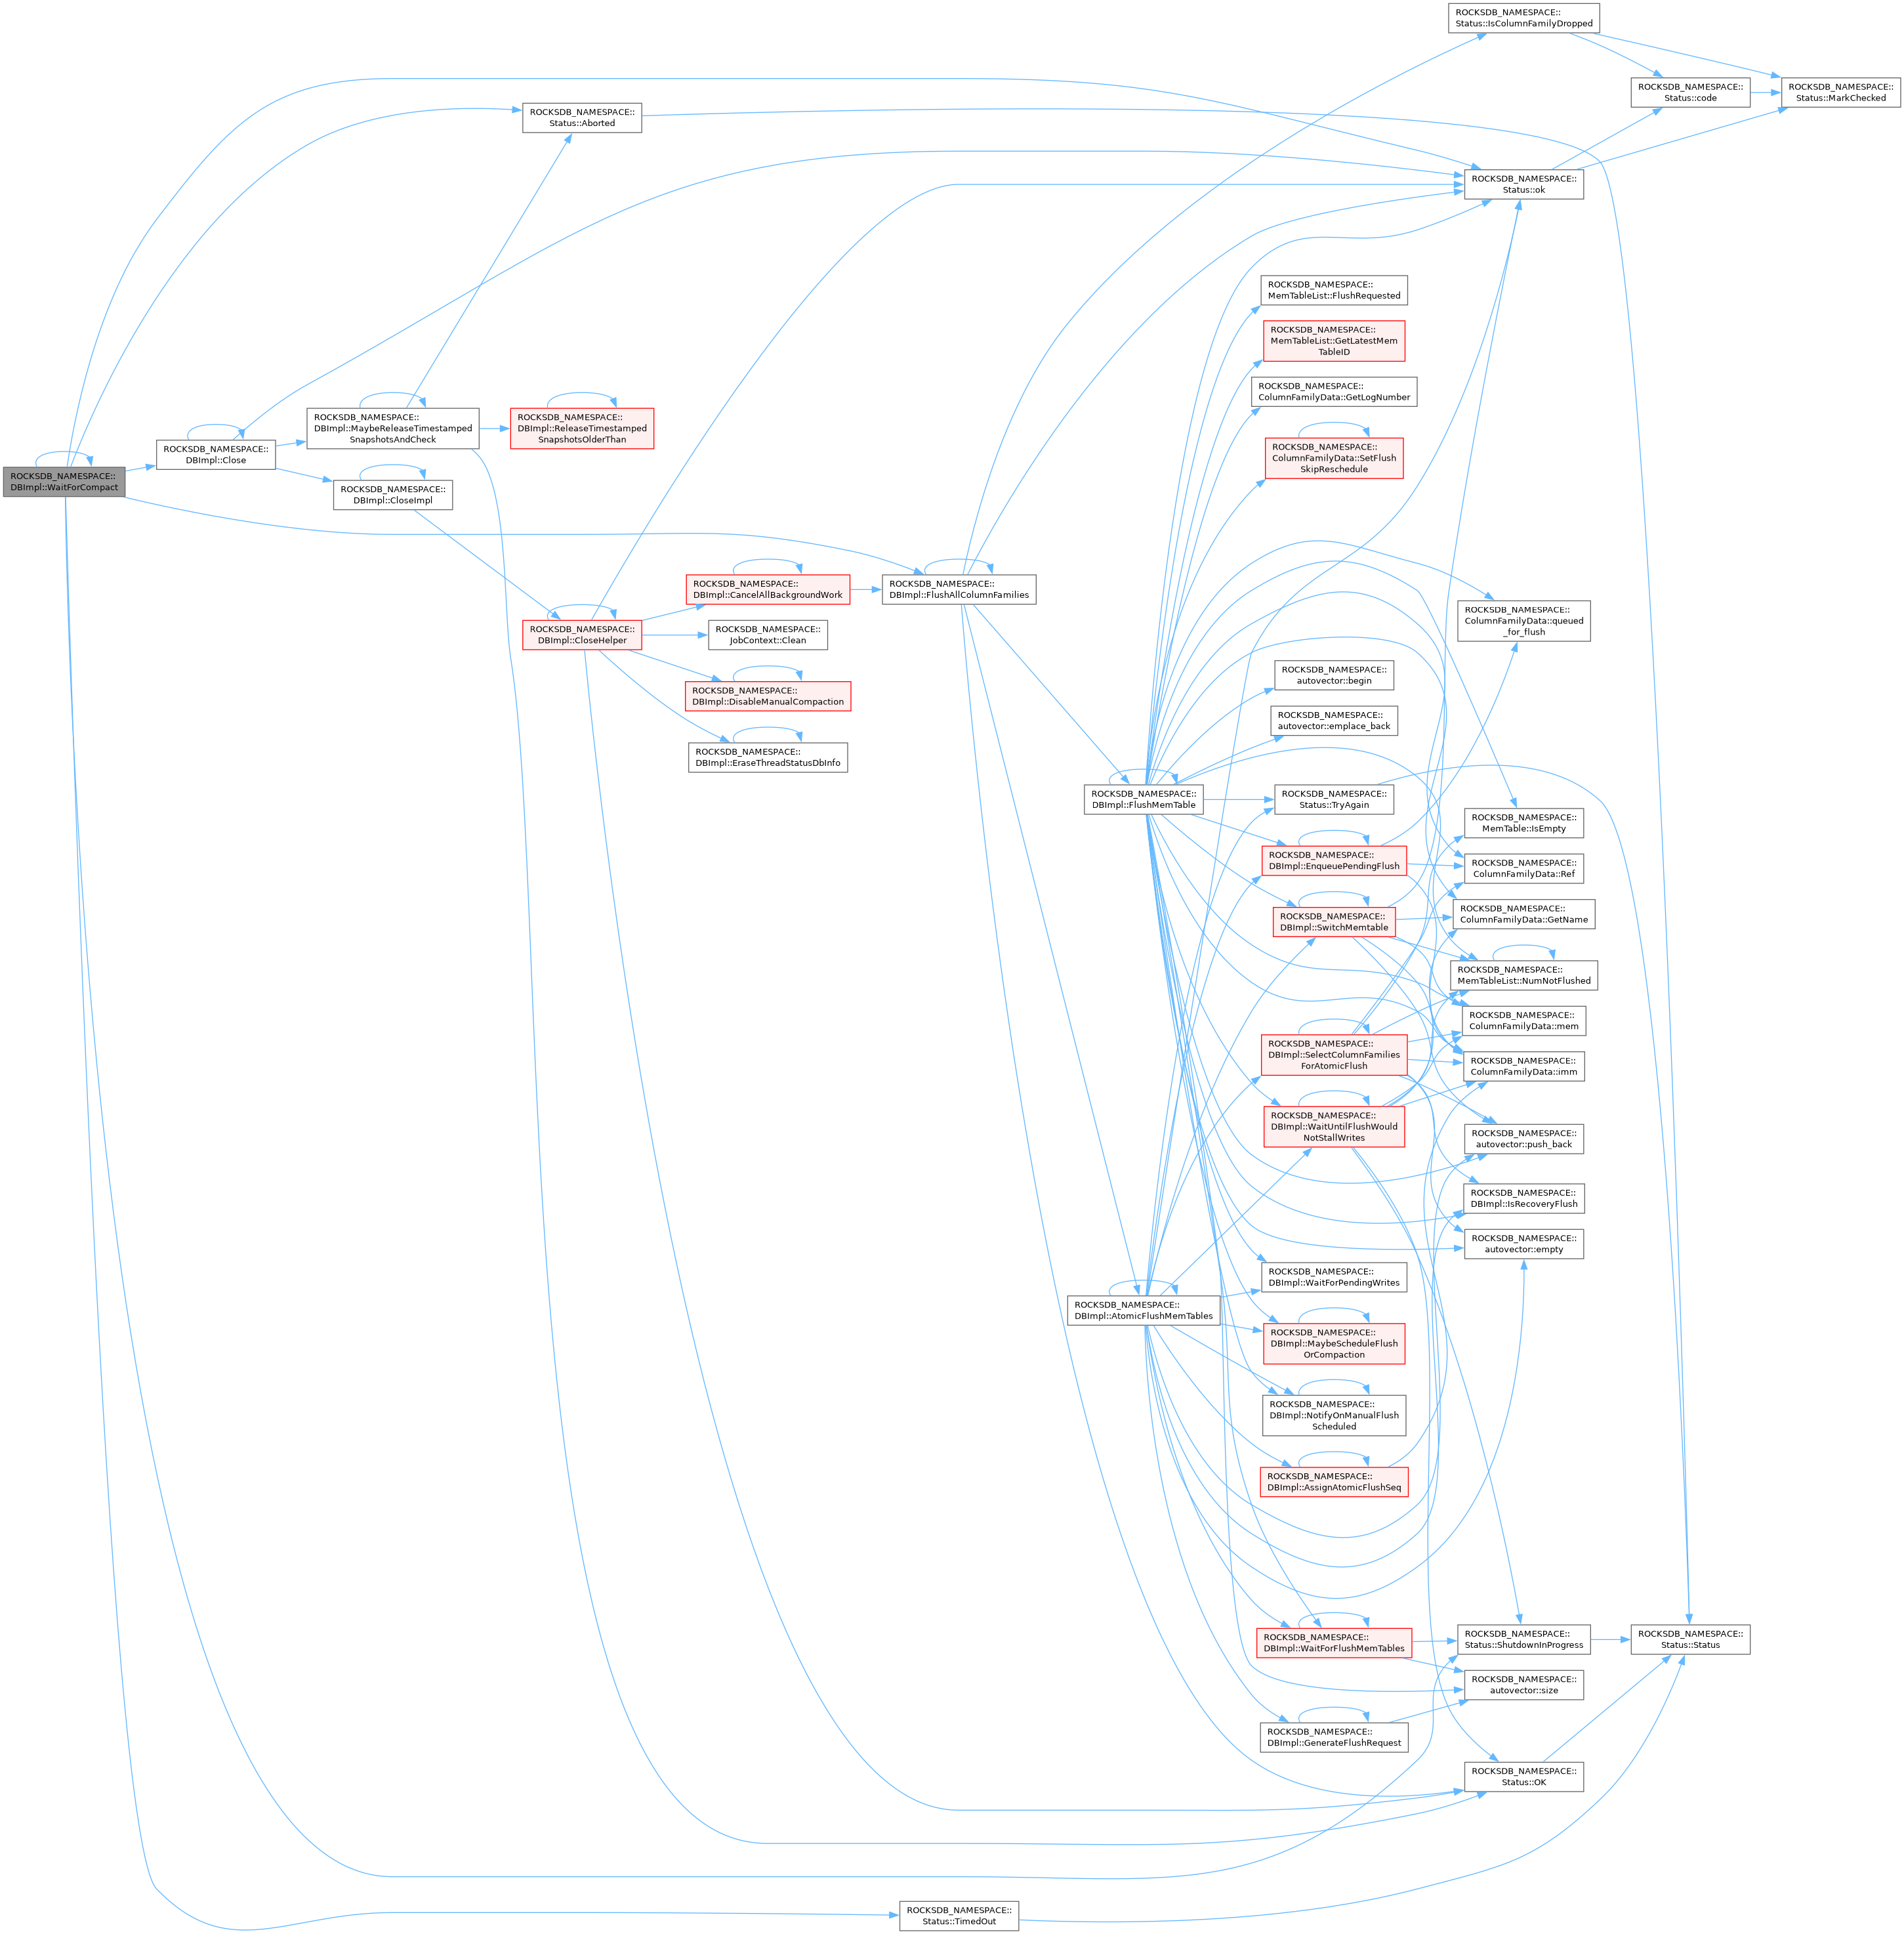 ROCKSDB_NAMESPACE::
DBImpl::WaitForCompact
ROCKSDB_NAMESPACE::
Status::Aborted
ROCKSDB_NAMESPACE::
DBImpl::Close
ROCKSDB_NAMESPACE::
DBImpl::MaybeReleaseTimestamped
SnapshotsAndCheck
ROCKSDB_NAMESPACE::
DBImpl::CloseImpl
ROCKSDB_NAMESPACE::
DBImpl::ReleaseTimestamped
SnapshotsOlderThan
ROCKSDB_NAMESPACE::
DBImpl::CloseHelper
ROCKSDB_NAMESPACE::
DBImpl::CancelAllBackgroundWork
ROCKSDB_NAMESPACE::
JobContext::Clean
ROCKSDB_NAMESPACE::
DBImpl::DisableManualCompaction
ROCKSDB_NAMESPACE::
DBImpl::EraseThreadStatusDbInfo
ROCKSDB_NAMESPACE::
DBImpl::FlushAllColumnFamilies
ROCKSDB_NAMESPACE::
Status::TimedOut
ROCKSDB_NAMESPACE::
DBImpl::FlushMemTable
ROCKSDB_NAMESPACE::
DBImpl::AtomicFlushMemTables
ROCKSDB_NAMESPACE::
MemTableList::FlushRequested
ROCKSDB_NAMESPACE::
MemTableList::GetLatestMem
TableID
ROCKSDB_NAMESPACE::
ColumnFamilyData::GetLogNumber
ROCKSDB_NAMESPACE::
ColumnFamilyData::SetFlush
SkipReschedule
ROCKSDB_NAMESPACE::
autovector::begin
ROCKSDB_NAMESPACE::
autovector::emplace_back
ROCKSDB_NAMESPACE::
Status::TryAgain
ROCKSDB_NAMESPACE::
DBImpl::EnqueuePendingFlush
ROCKSDB_NAMESPACE::
DBImpl::SwitchMemtable
ROCKSDB_NAMESPACE::
DBImpl::SelectColumnFamilies
ForAtomicFlush
ROCKSDB_NAMESPACE::
DBImpl::WaitUntilFlushWould
NotStallWrites
ROCKSDB_NAMESPACE::
DBImpl::WaitForPendingWrites
ROCKSDB_NAMESPACE::
DBImpl::MaybeScheduleFlush
OrCompaction
ROCKSDB_NAMESPACE::
DBImpl::NotifyOnManualFlush
Scheduled
ROCKSDB_NAMESPACE::
DBImpl::AssignAtomicFlushSeq
ROCKSDB_NAMESPACE::
DBImpl::WaitForFlushMemTables
ROCKSDB_NAMESPACE::
DBImpl::GenerateFlushRequest
ROCKSDB_NAMESPACE::
Status::IsColumnFamilyDropped
ROCKSDB_NAMESPACE::
Status::ok
ROCKSDB_NAMESPACE::
ColumnFamilyData::queued
_for_flush
ROCKSDB_NAMESPACE::
MemTable::IsEmpty
ROCKSDB_NAMESPACE::
ColumnFamilyData::Ref
ROCKSDB_NAMESPACE::
ColumnFamilyData::GetName
ROCKSDB_NAMESPACE::
MemTableList::NumNotFlushed
ROCKSDB_NAMESPACE::
ColumnFamilyData::mem
ROCKSDB_NAMESPACE::
ColumnFamilyData::imm
ROCKSDB_NAMESPACE::
autovector::push_back
ROCKSDB_NAMESPACE::
DBImpl::IsRecoveryFlush
ROCKSDB_NAMESPACE::
autovector::empty
ROCKSDB_NAMESPACE::
Status::ShutdownInProgress
ROCKSDB_NAMESPACE::
autovector::size
ROCKSDB_NAMESPACE::
Status::OK
ROCKSDB_NAMESPACE::
Status::code
ROCKSDB_NAMESPACE::
Status::MarkChecked
ROCKSDB_NAMESPACE::
Status::Status